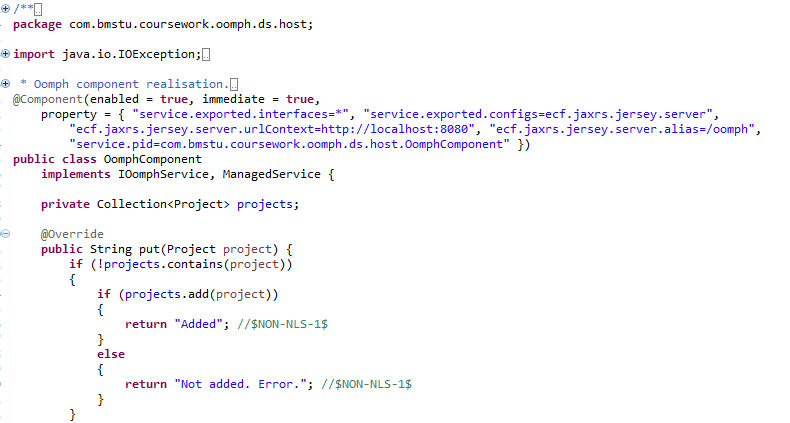 /**
package com.bmstu.coursework.oomph.ds.host;
import java.io.IOException;
* Oomph component realisation.
@Component(enabled = true, immediate = true,
property = { "service.exported.interfaces=*", "service.exported.configs=ecf.jaxrs.jersey.server",
"ecf.jaxrs.jersey.server.urlContext=http://localhost:8080", "ecf.jaxrs.jersey.server.alias=/oomph",
"service.pid=com.bmstu.coursework.oomph.ds.host.OomphComponent" })
public class OomphComponent
implements IOomphService, ManagedService {
private Collection<Project> projects;
@Override
public String put(Project project) {
if (!projects.contains(project))
{
if (projects.add(project))
{
return "Added"; //$NON-NLS-1$
}
else
{
return "Not added. Error."; //$NON-NLS-1$
}
}